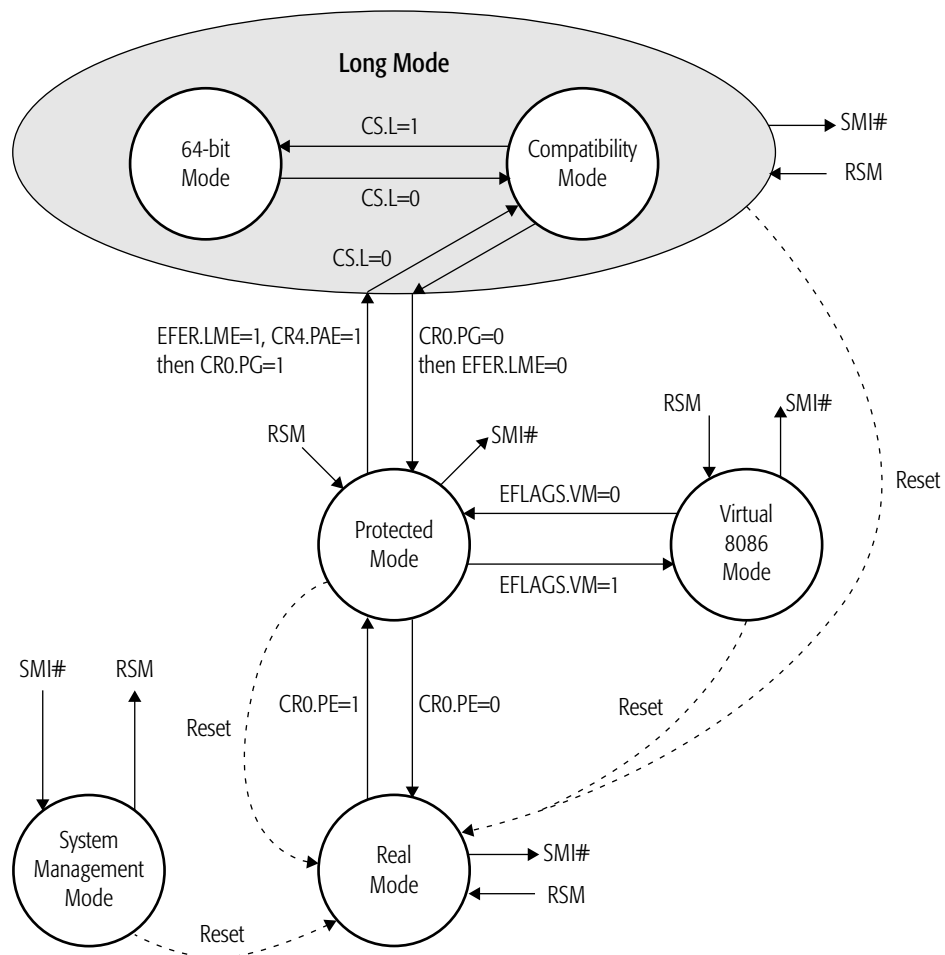 Long Mode
64-bit
Mode
CS.L=1
CS.L=0
Compatibility
Mode
SMI#
RSM
CS.L=0
EFER.LME=1, CR4.PAE=1
then CR0.PG=1
CR0.PG=0
then EFER.LME=0
RSM
SMI#
RSM
SMI#
Reset
Protected
Mode
EFLAGS.VM=0
EFLAGS.VM=1
Virtual
8086
Mode
SMI#
RSM
Reset
CR0.PE=1
CR0.PE=0
Reset
System
Management
Mode
Real
Mode
SMI#
RSM
Reset